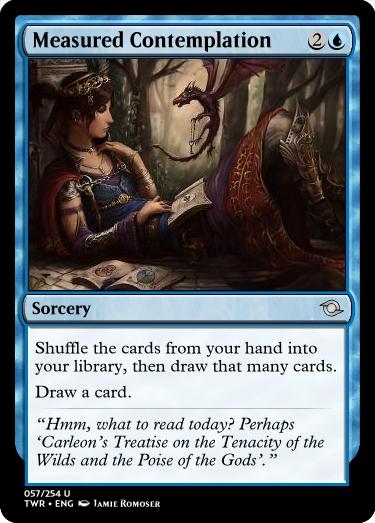 Measured Contemplation 2
Sorcery
Shuffle the cards from your hand into
your library, then draw that many cards.
Draw a card.
“Hmm, what to read today? Perhaps
‘Carleon’s Treatise on the Tenacity of the
Wilds and the Poise of the Gods’.”
057/254 U
TWR • ENG Jamie Romoser